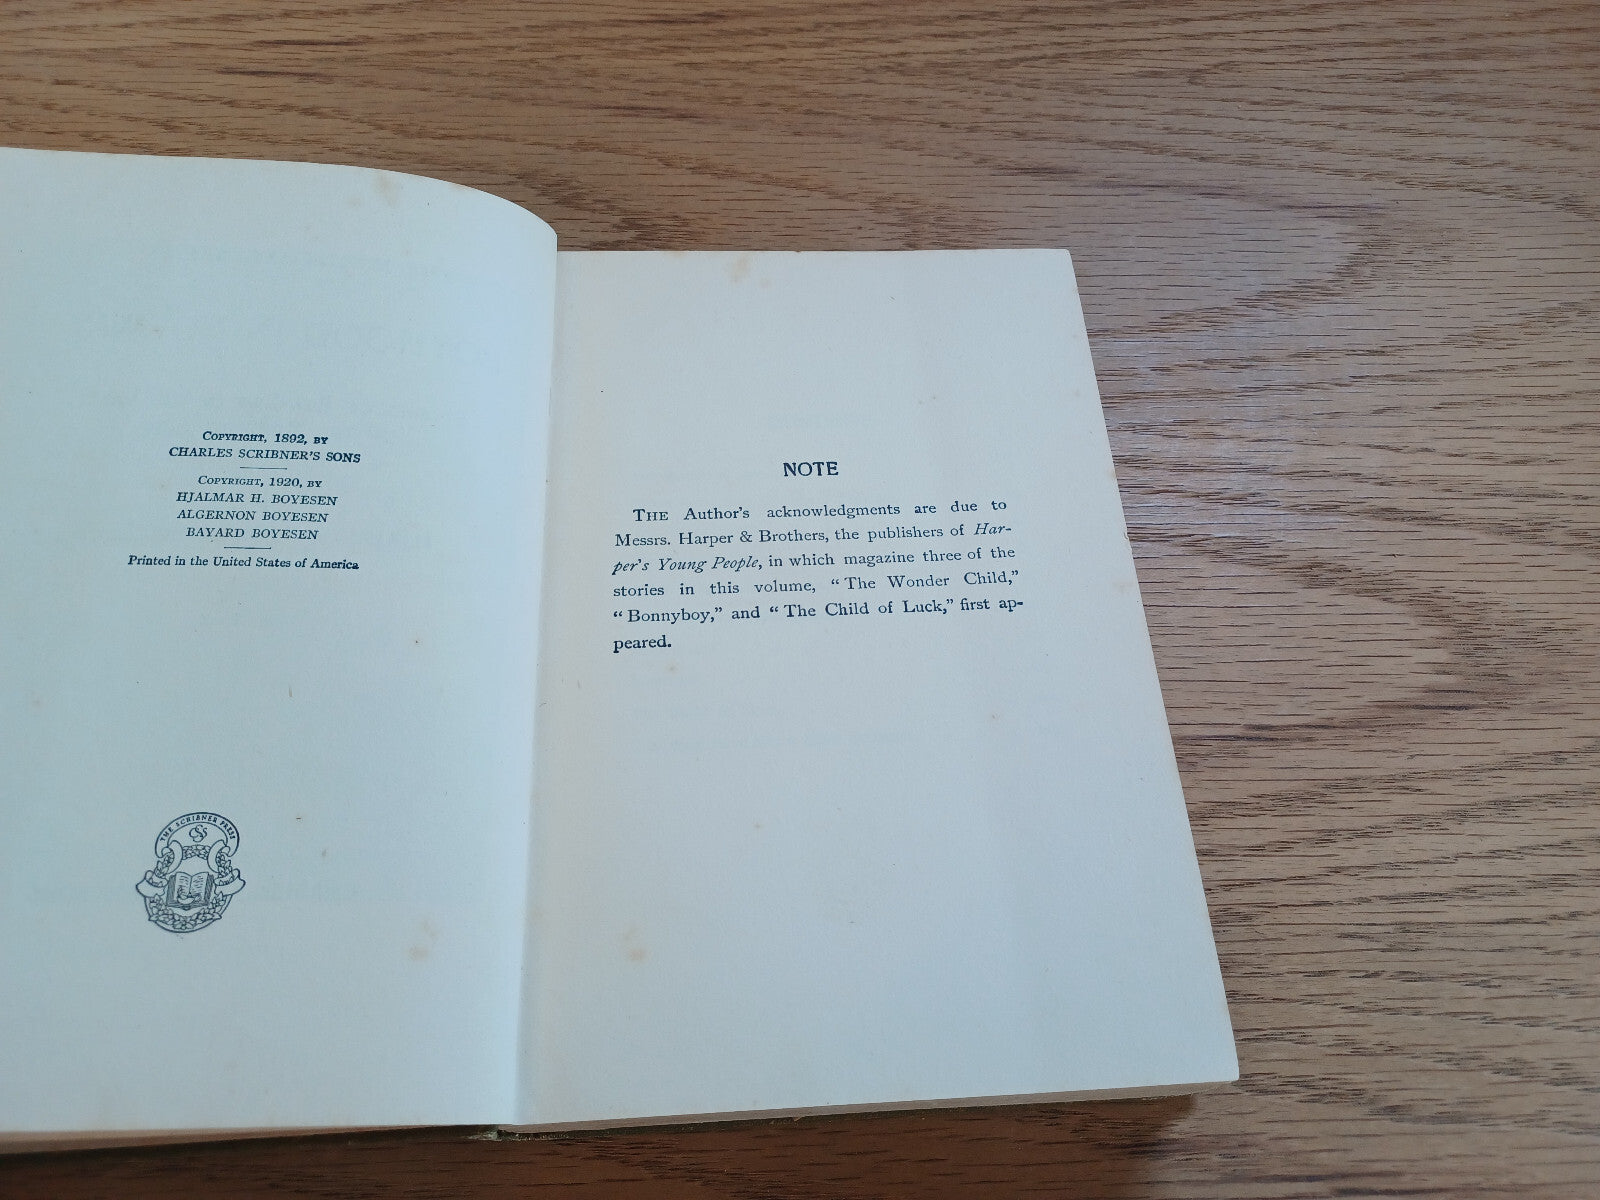 COPYRIGHT, 1892, BY
CHARLES SCRIBNER'S SONS
COPYRIGHT, 1920, BY
HJALMAR H. BOYESEN
ALGERNON BOYESEN
BAYARD BOYESEN
Printed in the United States of America
THE SCRIBNER PRESS
CSS
NOTE
THE Author's acknowledgments are due to
Messrs. Harper & Brothers, the publishers of Har-
per's Young People, in which magazine three of the
stories in this volume, “The Wonder Child,”
“Bonnyboy,” and “The Child of Luck,” first ap-
peared.